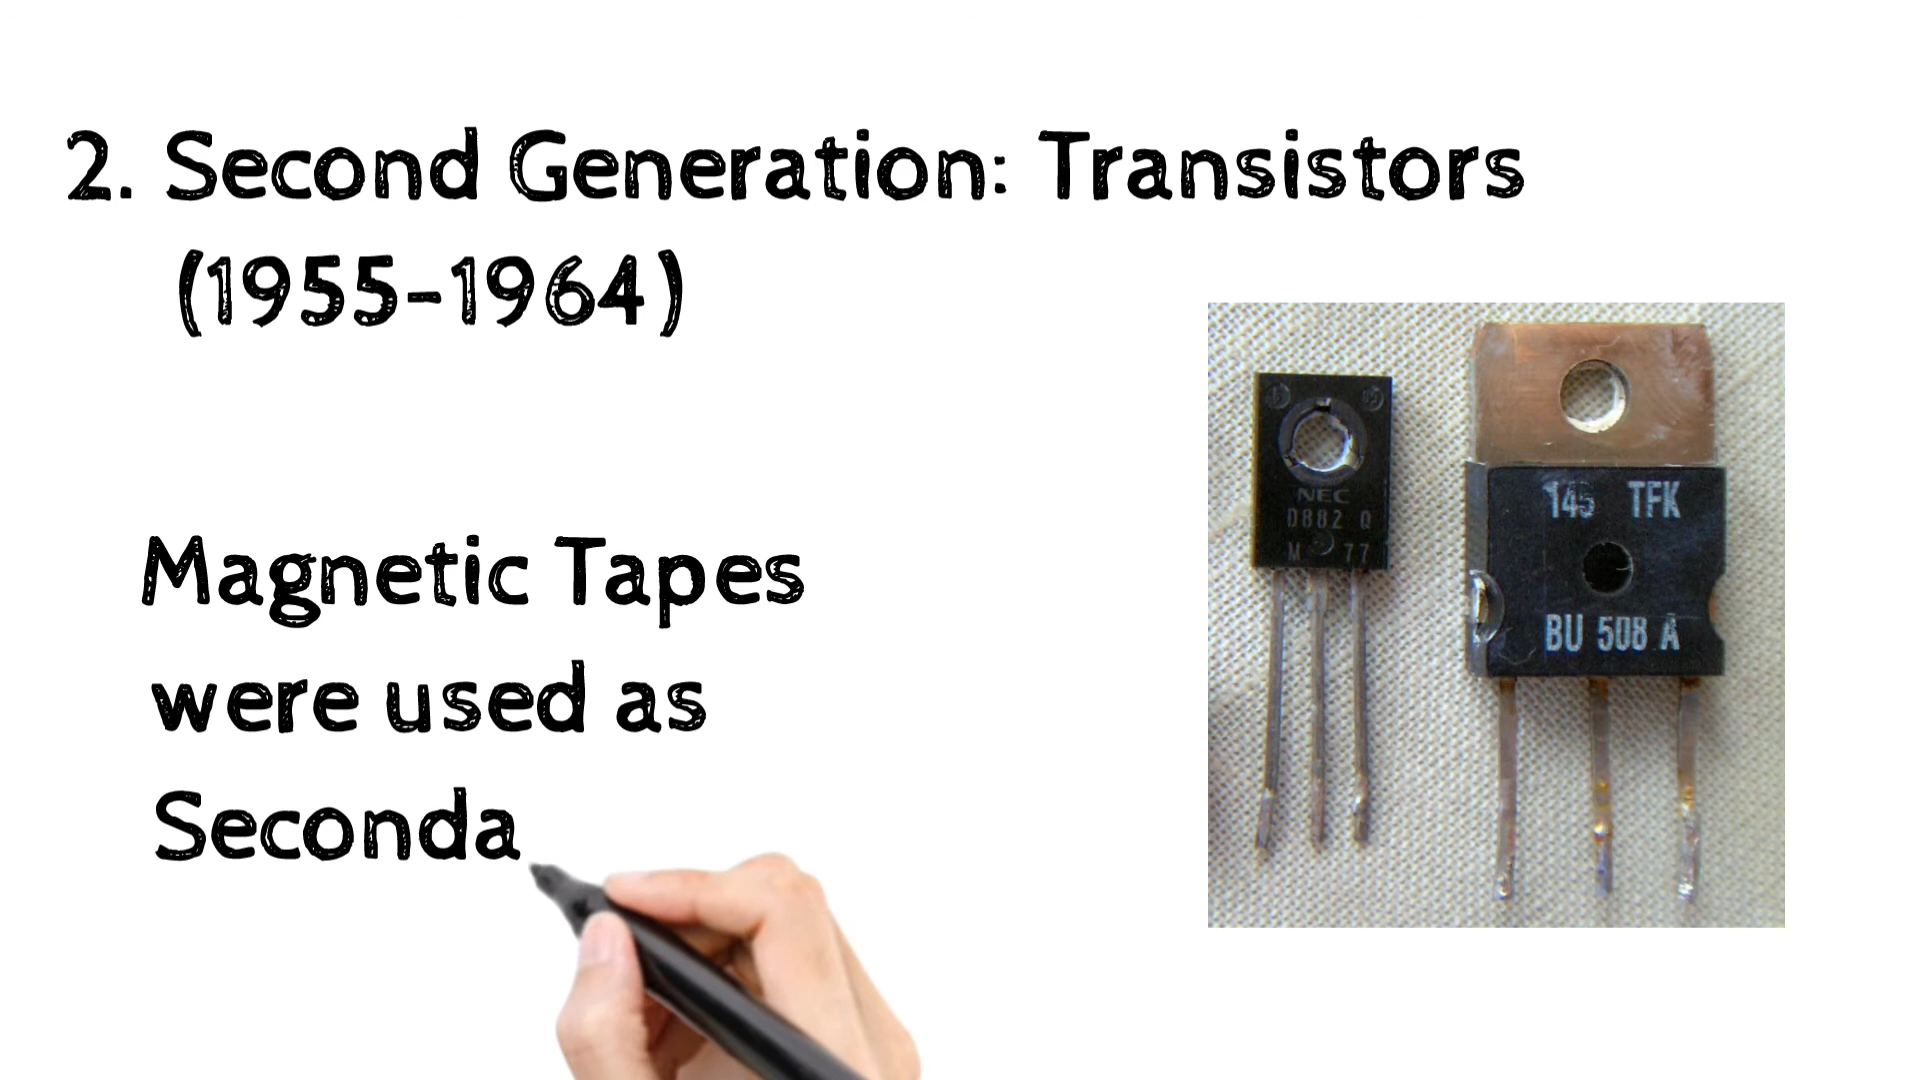 2. Second Generation: Transistors
(1955-1964)
Magnetic Tapes
were used as
Seconda
NEC
D882 Q
M 77
145 TFK
BU 508 A